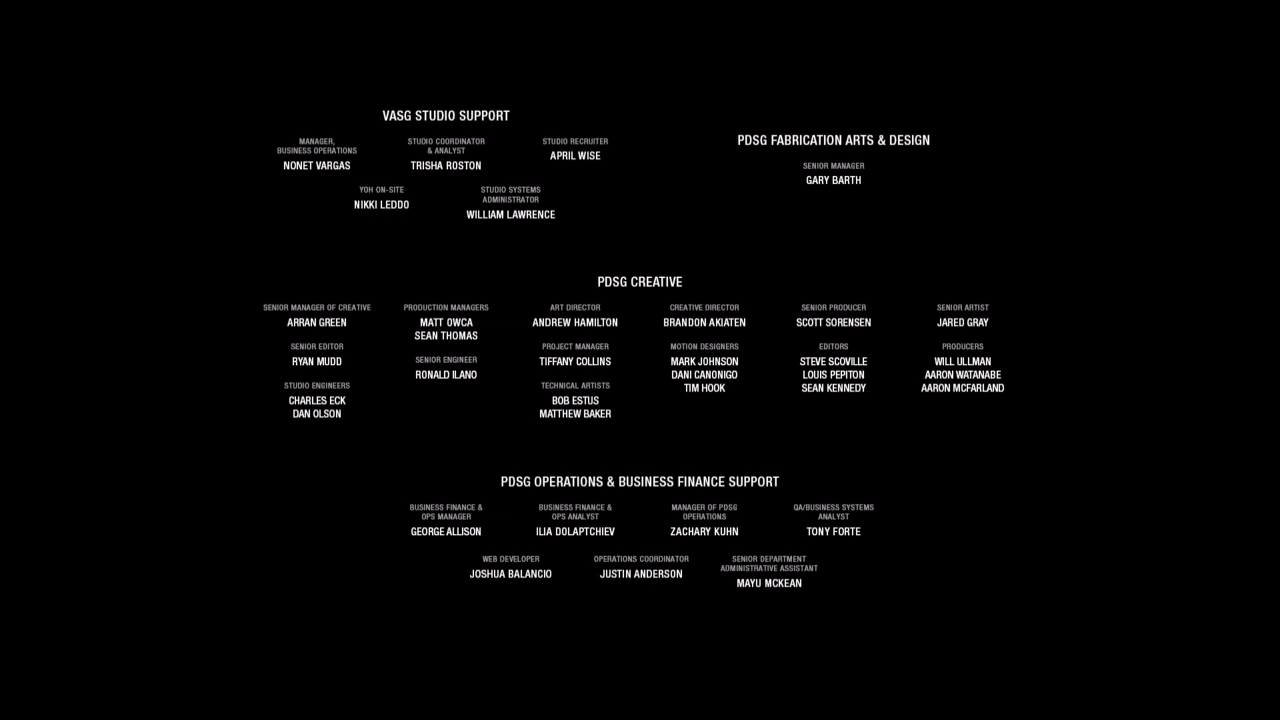 VASG STUDIO SUPPORT
MANAGER,
BUSINESS OPERATIONS
NONET VARGAS
STUDIO COORDINATOR
& ANALYST
TRISHA ROSTON
STUDIO RECRUITER
APRIL WISE
YOH ON-SITE
NIKKI LEDDO
STUDIO SYSTEMS
ADMINISTRATOR
WILLIAM LAWRENCE
PDSG FABRICATION ARTS & DESIGN
SENIOR MANAGER
GARY BARTH
PDSG CREATIVE
SENIOR MANAGER OF CREATIVE
ARRAN GREEN
SENIOR EDITOR
RYAN MUDD
STUDIO ENGINEERS
CHARLES ECK
DAN OLSON
PRODUCTION MANAGERS
MATT OWCA
SEAN THOMAS
SENIOR ENGINEER
RONALD ILANO
ART DIRECTOR
ANDREW HAMILTON
PROJECT MANAGER
TIFFANY COLLINS
TECHNICAL ARTISTS
BOB ESTUS
MATTHEW BAKER
CREATIVE DIRECTOR
BRANDON AKIATEN
MOTION DESIGNERS
MARK JOHNSON
DANI CANONIGO
TIM HOOK
SENIOR PRODUCER
SCOTT SORENSEN
EDITORS
STEVE SCOVILLE
LOUIS PEPITON
SEAN KENNEDY
SENIOR ARTIST
JARED GRAY
PRODUCERS
WILL ULLMAN
AARON WATANABE
AARON MCFARLAND
PDSG OPERATIONS & BUSINESS FINANCE SUPPORT
BUSINESS FINANCE &
OPS MANAGER
GEORGE ALLISON
BUSINESS FINANCE &
OPS ANALYST
ILIA DOLAPTCHIEV
MANAGER OF PDSG
OPERATIONS
ZACHARY KUHN
QA/BUSINESS SYSTEMS
ANALYST
TONY FORTE
WEB DEVELOPER
JOSHUA BALANCIO
OPERATIONS COORDINATOR
JUSTIN ANDERSON
SENIOR DEPARTMENT
ADMINISTRATIVE ASSISTANT
MAYU MCKEAN